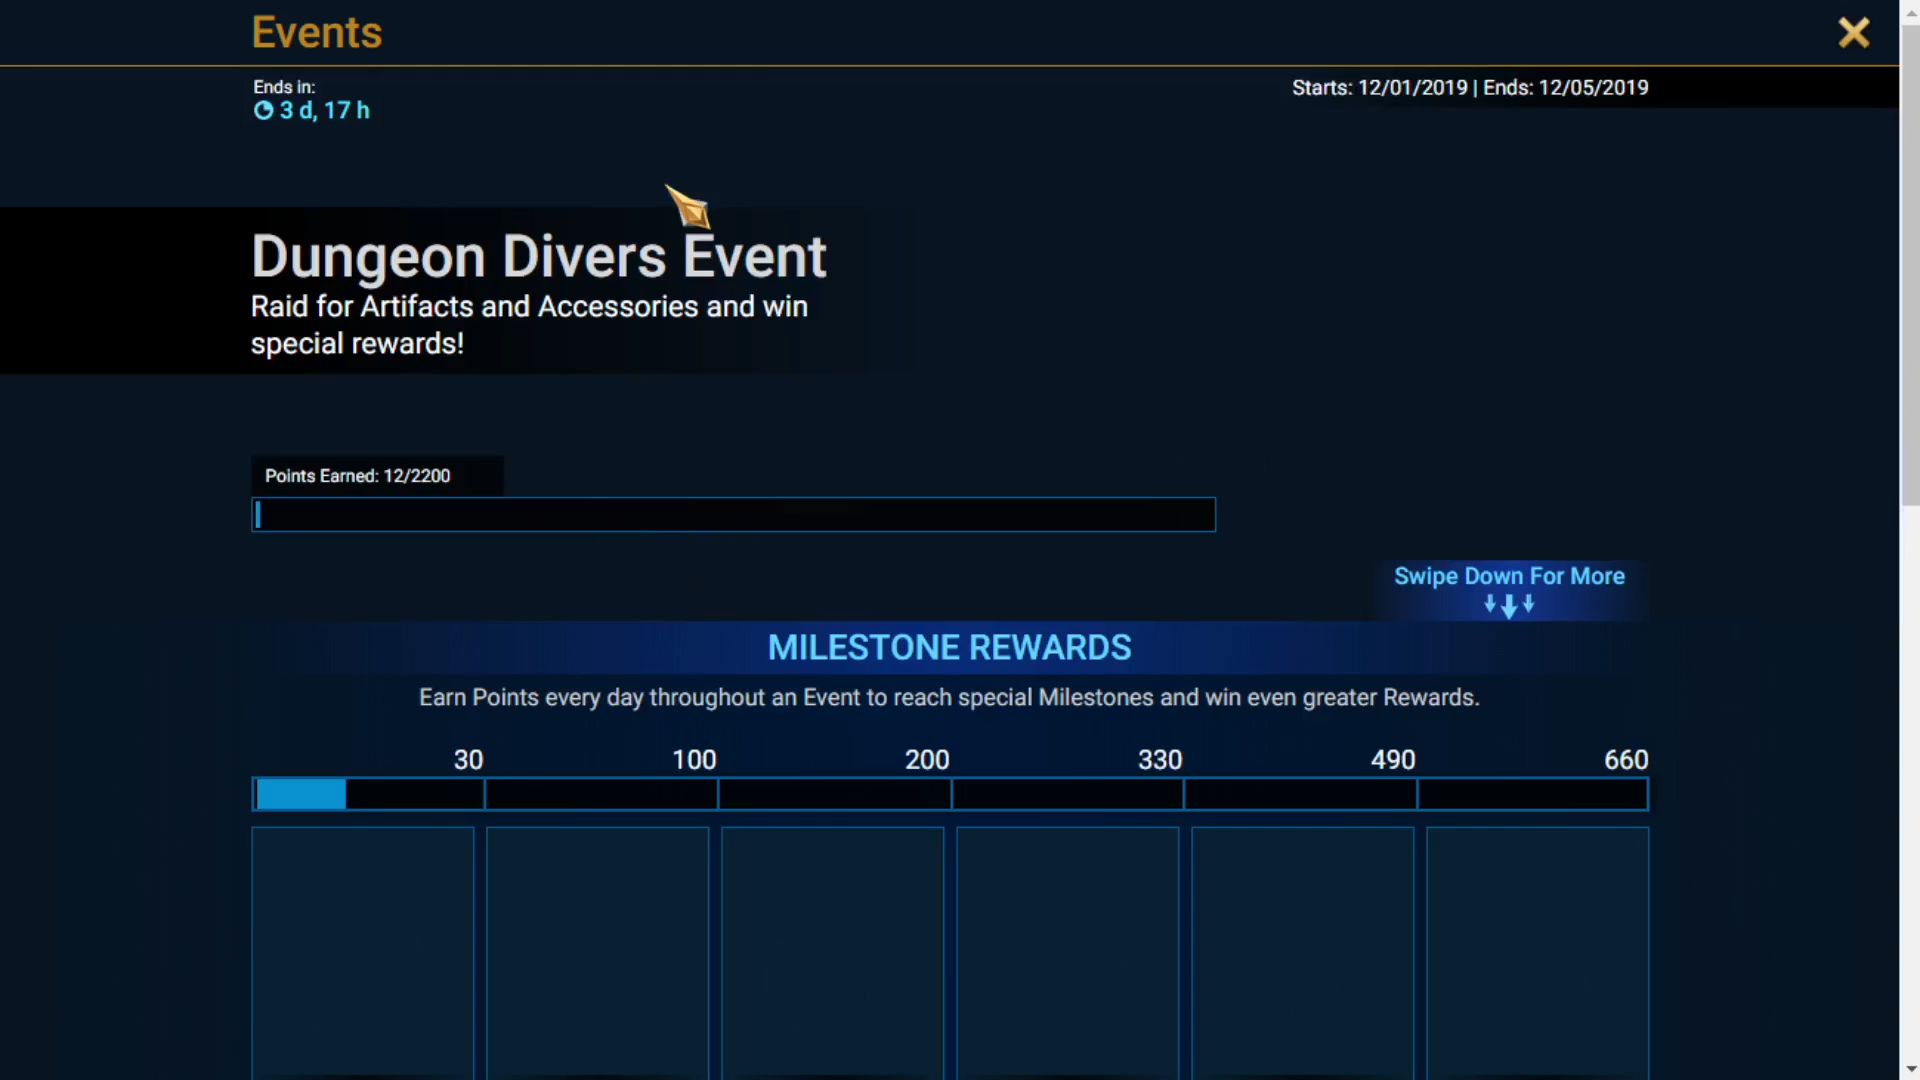 Events
Ends in:
3 d, 17 h
Starts: 12/01/2019 | Ends: 12/05/2019
Dungeon Divers Event
Raid for Artifacts and Accessories and win
special rewards!
Points Earned: 12/2200
Swipe Down For More
MILESTONE REWARDS
Earn Points every day throughout an Event to reach special Milestones and win even greater Rewards.
30 100 200 330 490 660